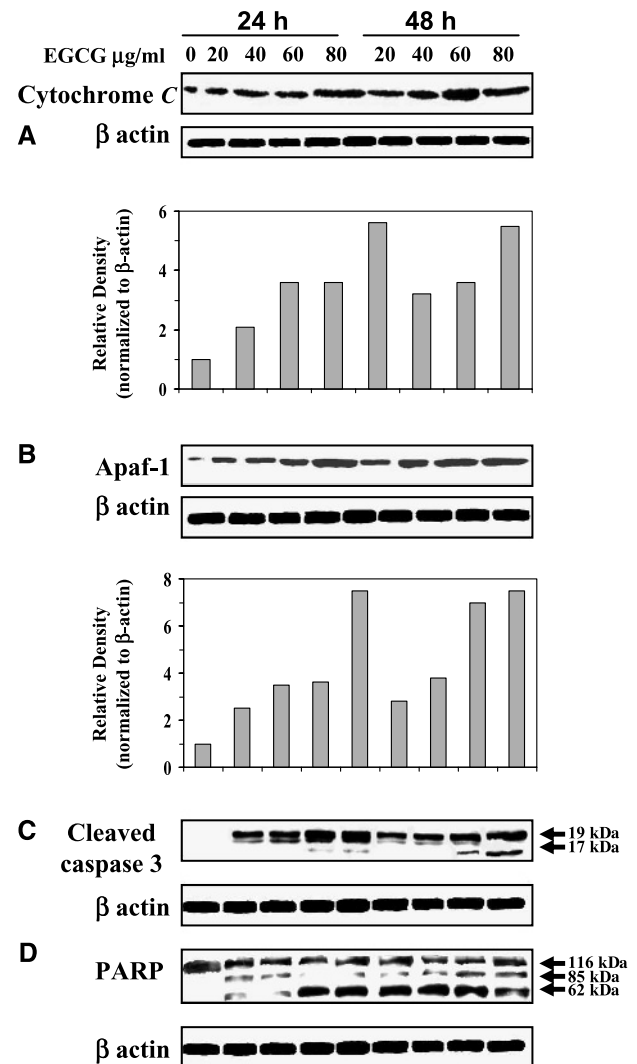 24 h 48 h
EGCG μg/ml 0 20 40 60 80 20 40 60 80
Cytochrome C
A β actin
Relative Density
(normalized to β-actin)
6
4
2
0
B Apaf-1
β actin
Relative Density
(normalized to β-actin)
8
6
4
2
0
C Cleaved
caspase 3
19 kDa
17 kDa
β actin
D PARP
116 kDa
85 kDa
62 kDa
β actin